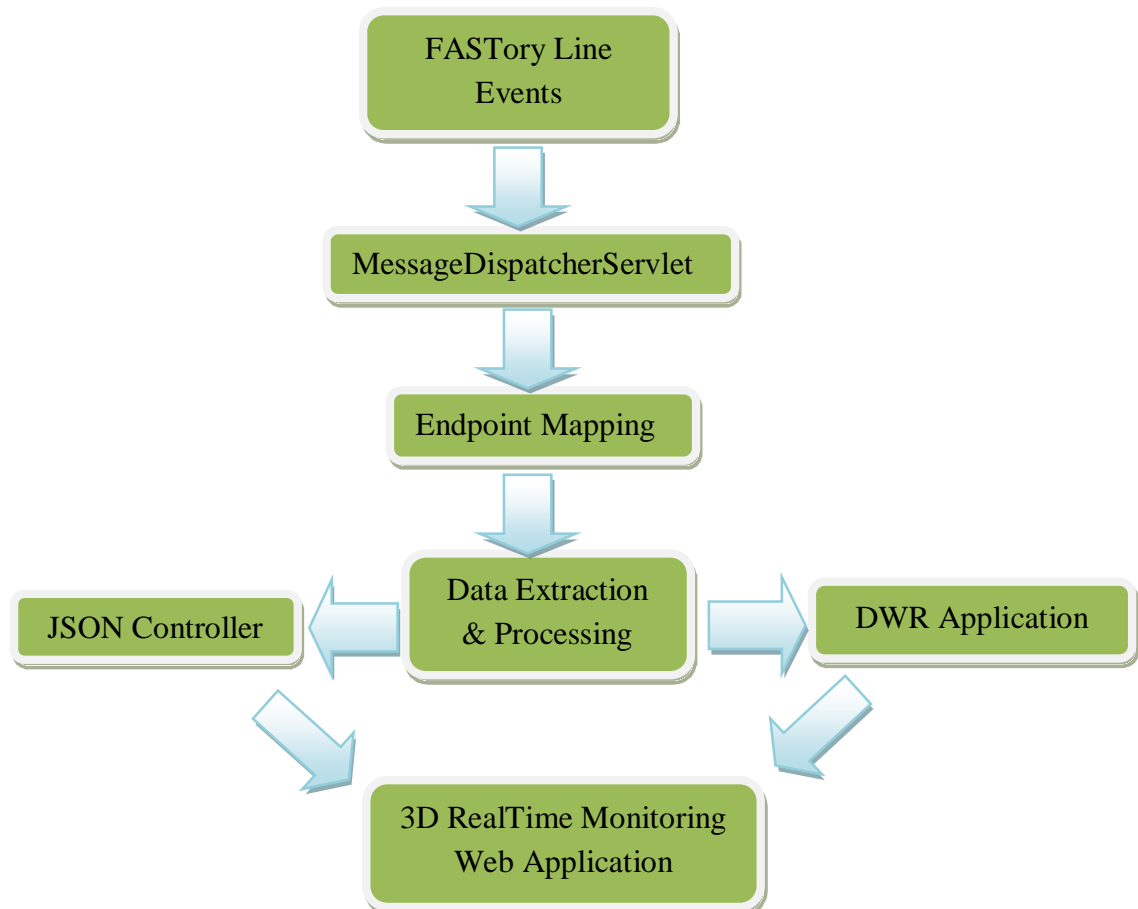 FASTory Line
Events
MessageDispatcherServlet
Endpoint Mapping
Data Extraction
& Processing
JSON Controller
DWR Application
3D RealTime Monitoring
Web Application